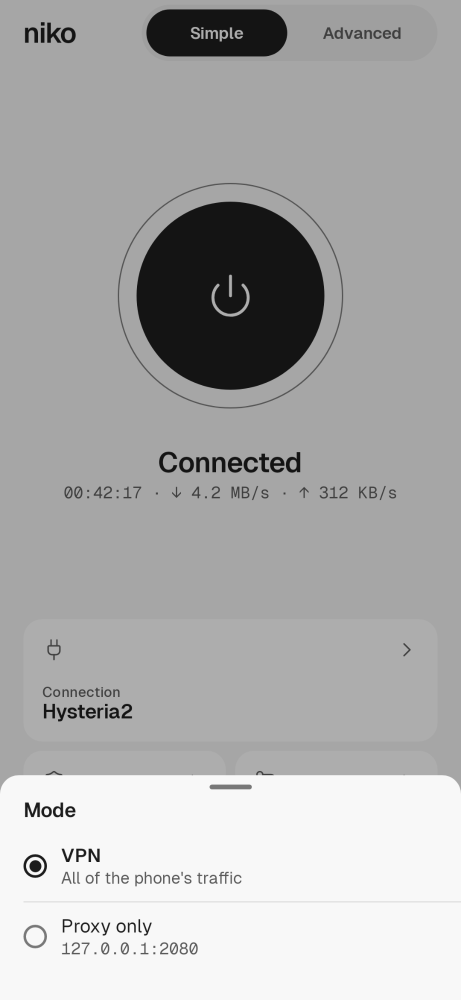 niko
Simple
Advanced
Connected
00:42:17 · ↓ 4.2 MB/s · ↑ 312 KB/s
Connection
Hysteria2
Mode
VPN
All of the phone's traffic
Proxy only
127.0.0.1:2080